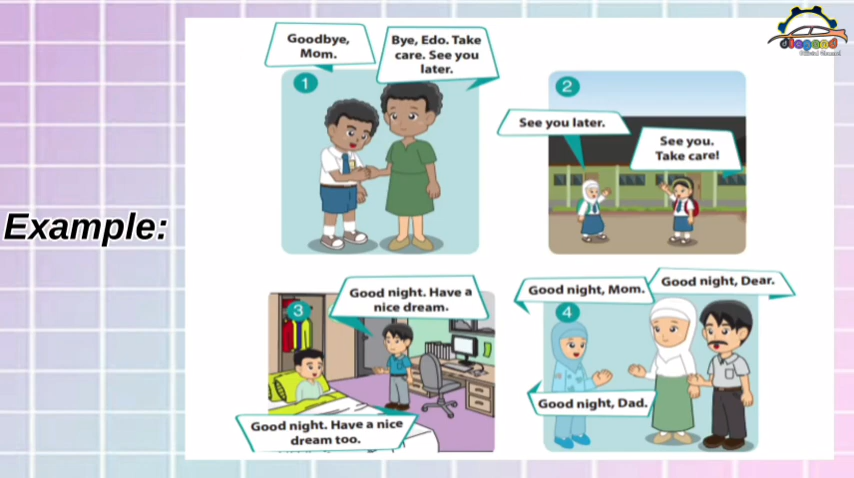 Goodbye,
Mom.
Bye, Edo. Take
care. See you
later.
1
2
See you later.
See you.
Take care!
Example:
3
Good night. Have a
nice dream.
Good night. Have a nice
dream too.
4
Good night, Mom.
Good night, Dear.
Good night, Dad.